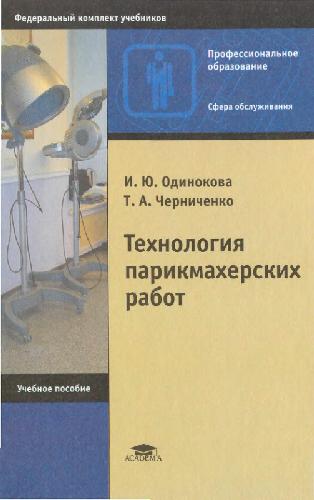 Федеральный комплект учебников
Профессиональное
образование
Сфера обслуживания
И. Ю. Одинокова
Т. А. Черниченко
Технология
парикмахерских
работ
Учебное пособие
ACADEMA